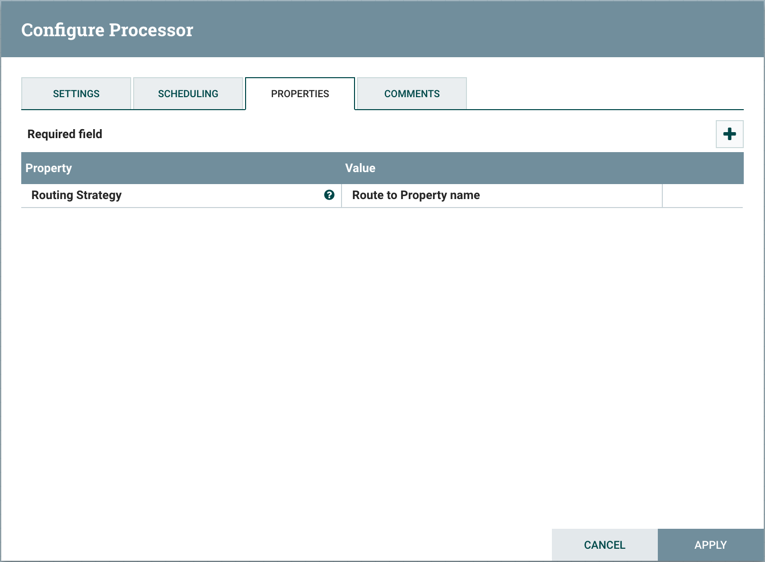 Configure Processor
SETTINGS SCHEDULING PROPERTIES COMMENTS
Required field
Property Value
Routing Strategy Route to Property name
CANCEL APPLY